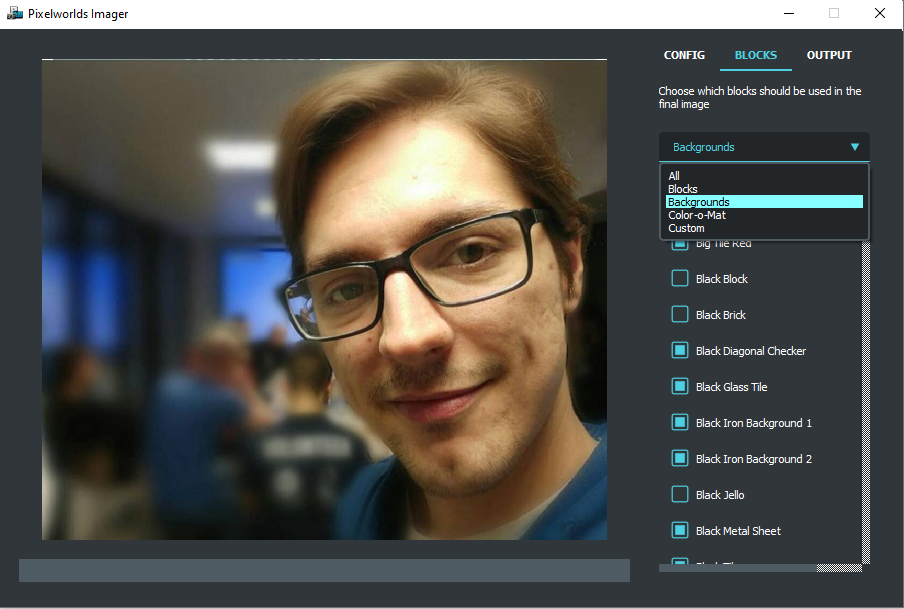 Pixelworlds Imager
CONFIG BLOCKS OUTPUT
Choose which blocks should be used in the
final image
Backgrounds
All
Blocks
Backgrounds
Color-o-Mat
Custom
Big Tile Red
Black Block
Black Brick
Black Diagonal Checker
Black Glass Tile
Black Iron Background 1
Black Iron Background 2
Black Jello
Black Metal Sheet